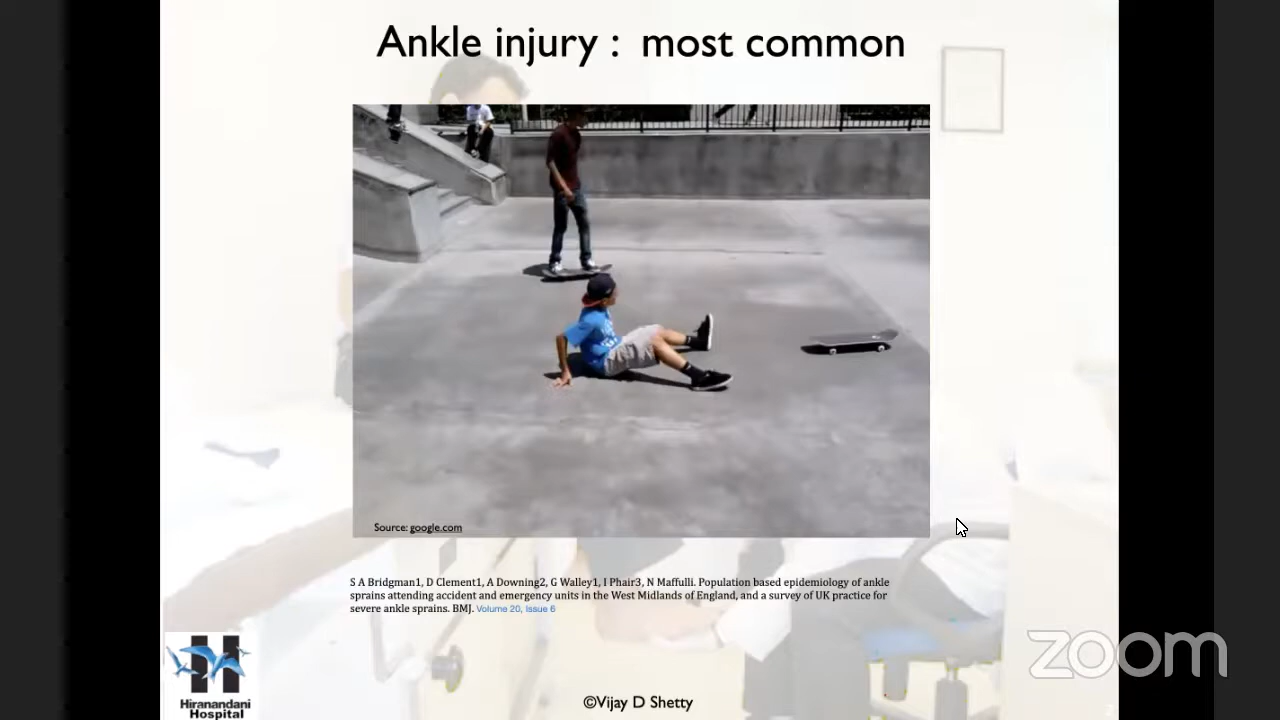 Ankle injury : most common
Source: google.com
S A Bridgman1, D Clement1, A Downing2, G Walley1, I Phair3, N Maffulli. Population based epidemiology of ankle
sprains attending accident and emergency units in the West Midlands of England, and a survey of UK practice for
severe ankle sprains. BMJ. Volume 20, Issue 6
H
Hiranandani
Hospital
©Vijay D Shetty
zoom